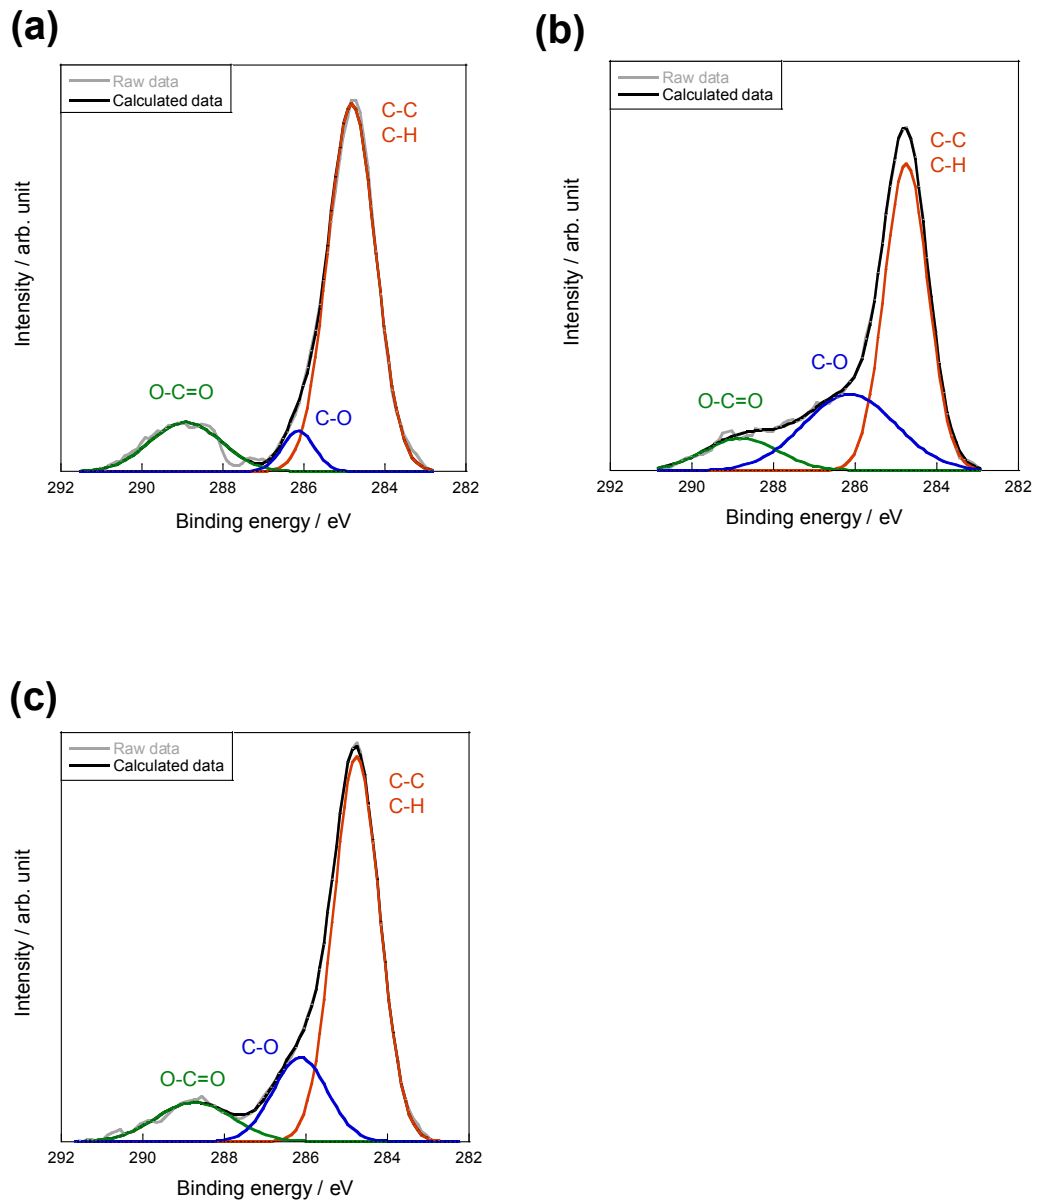 (a)
Raw data
Calculated data
C-C
C-H
O-C=O
C-O
Intensity / arb. unit
292 290 288 286 284 282
Binding energy / eV
(b)
Raw data
Calculated data
C-C
C-H
C-O
O-C=O
Intensity / arb. unit
292 290 288 286 284 282
Binding energy / eV
(c)
Raw data
Calculated data
C-C
C-H
C-O
O-C=O
Intensity / arb. unit
292 290 288 286 284 282
Binding energy / eV